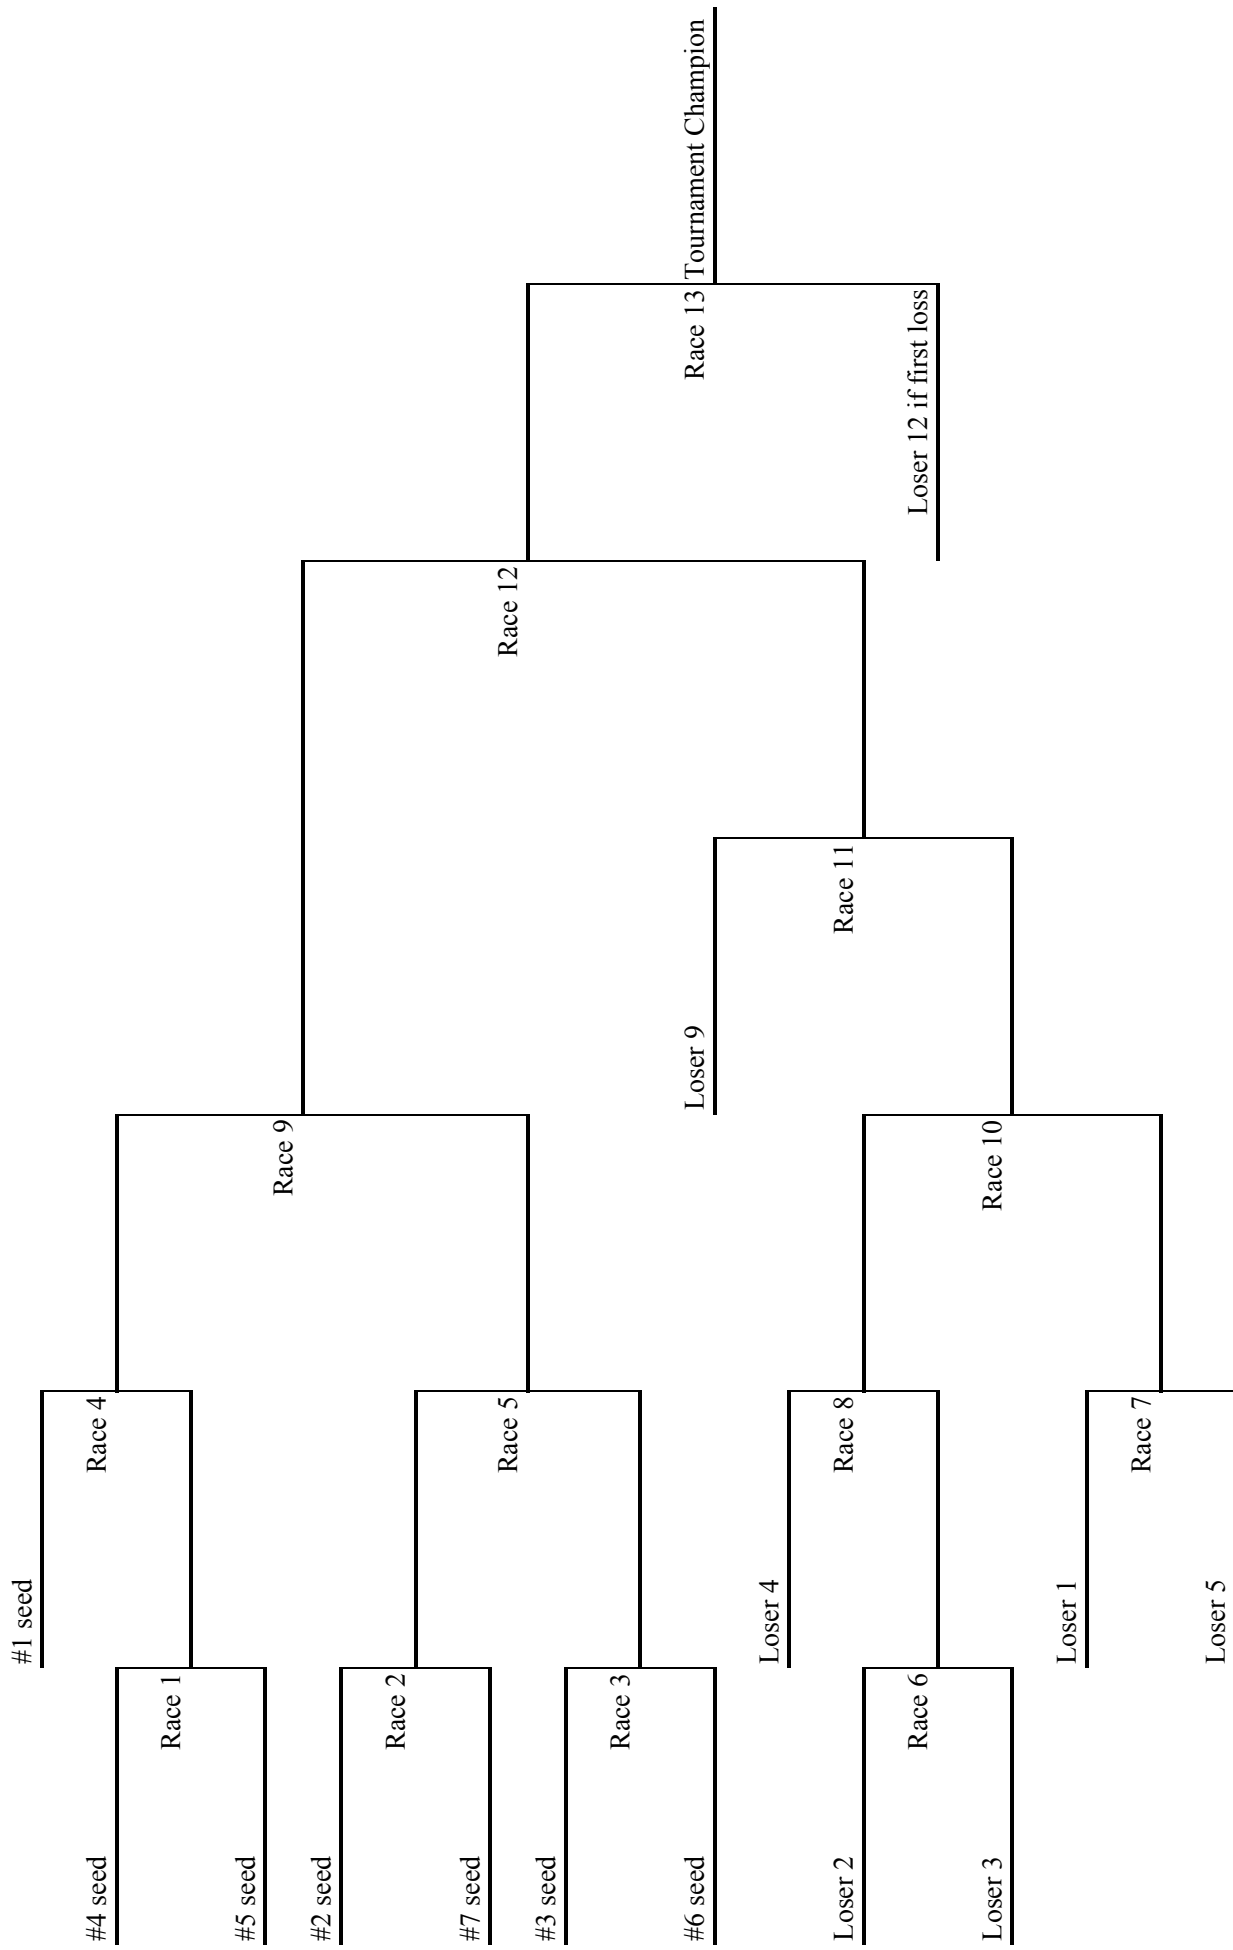 #1 seed
Race 4
#4 seed
Race 1
#5 seed
Race 9
#2 seed
Race 2
#7 seed
Race 5
#3 seed
Race 3
#6 seed
Race 12
Race 13
Tournament Champion
Loser 12 if first loss
Loser 9
Race 11
Loser 4
Race 8
Loser 2
Race 6
Loser 3
Race 10
Loser 1
Race 7
Loser 5